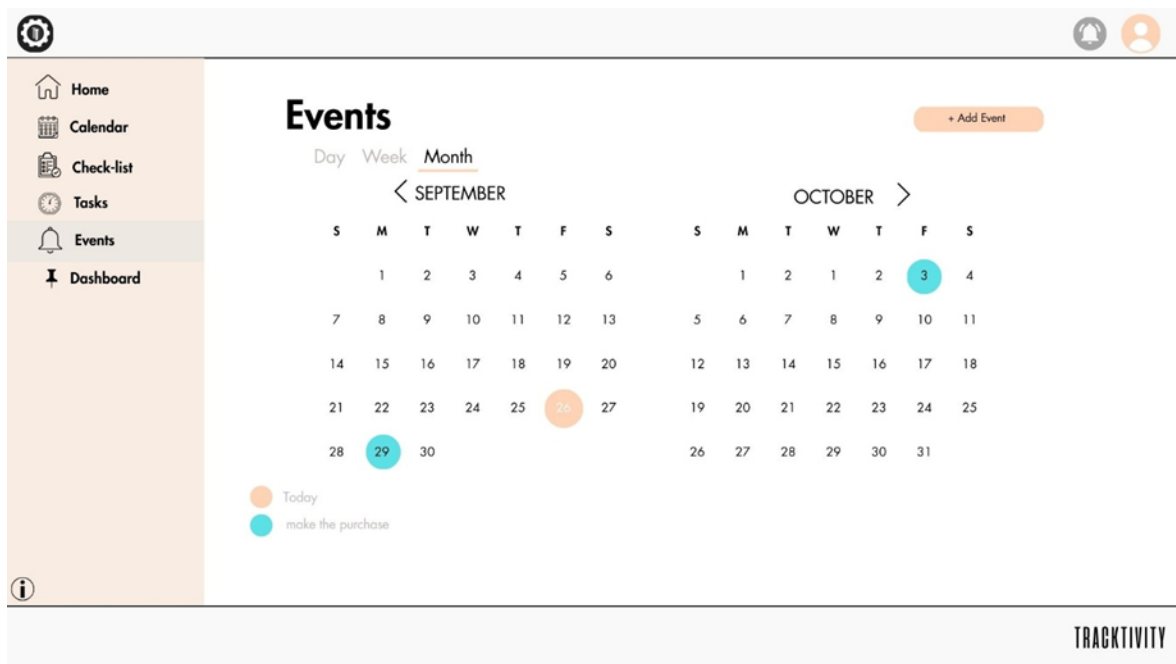 Home
Calendar
Check-list
Tasks
Events
Dashboard
Events
+ Add Event
Day Week Month
SEPTEMBER
S M T W T F S
1 2 3 4 5 6
7 8 9 10 11 12 13
14 15 16 17 18 19 20
21 22 23 24 25 26 27
28 29 30
OCTOBER
S M T W T F S
1 2 1 2 3 4
5 6 7 8 9 10 11
12 13 14 15 16 17 18
19 20 21 22 23 24 25
26 27 28 29 30 31
Today
make the purchase
TRACKTIVITY